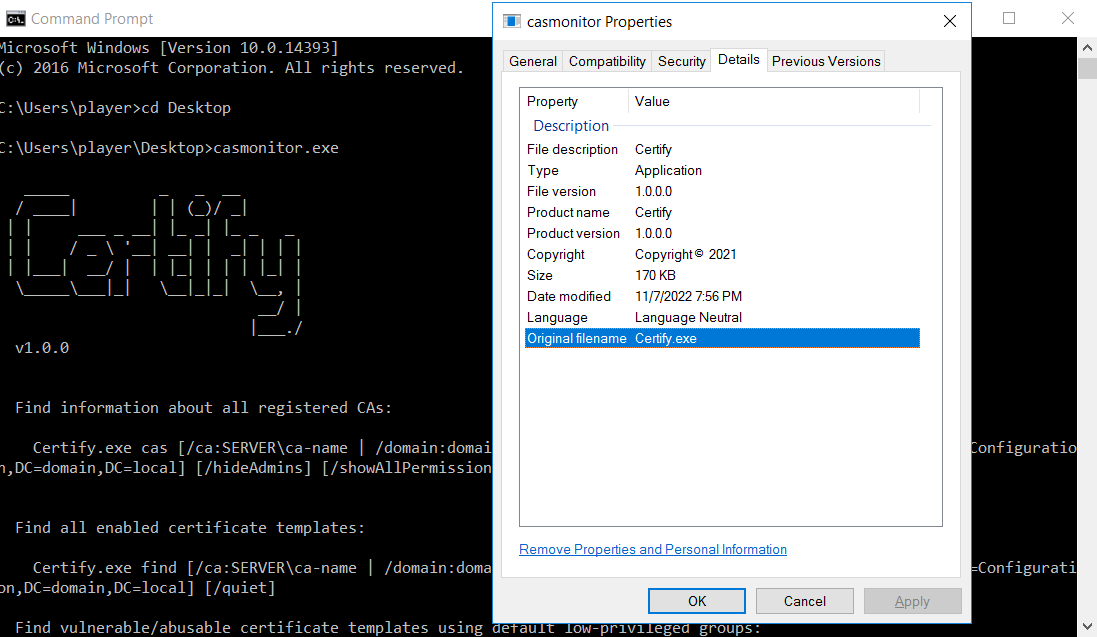 Command Prompt
Microsoft Windows [Version 10.0.14393]
(c) 2016 Microsoft Corporation. All rights reserved.
C:\Users\player>cd Desktop
C:\Users\player\Desktop>casmonitor.exe
Certify
v1.0.0
Find information about all registered CAs:
Certify.exe cas [/ca:SERVER\ca-name | /domain:domai
Configuratio
n,DC=domain,DC=local] [/hideAdmins] [/showAllPermission
Find all enabled certificate templates:
Certify.exe find [/ca:SERVER\ca-name | /domain:doma
=Configurati
on,DC=domain,DC=local] [/quiet]
Find vulnerable/abusable certificate templates using default low-privileged groups:
casmonitor Properties
General Compatibility Security Details Previous Versions
Property Value
Description
File description Certify
Type Application
File version 1.0.0.0
Product name Certify
Product version 1.0.0.0
Copyright Copyright © 2021
Size 170 KB
Date modified 11/7/2022 7:56 PM
Language Language Neutral
Original filename Certify.exe
Remove Properties and Personal Information
OK Cancel Apply